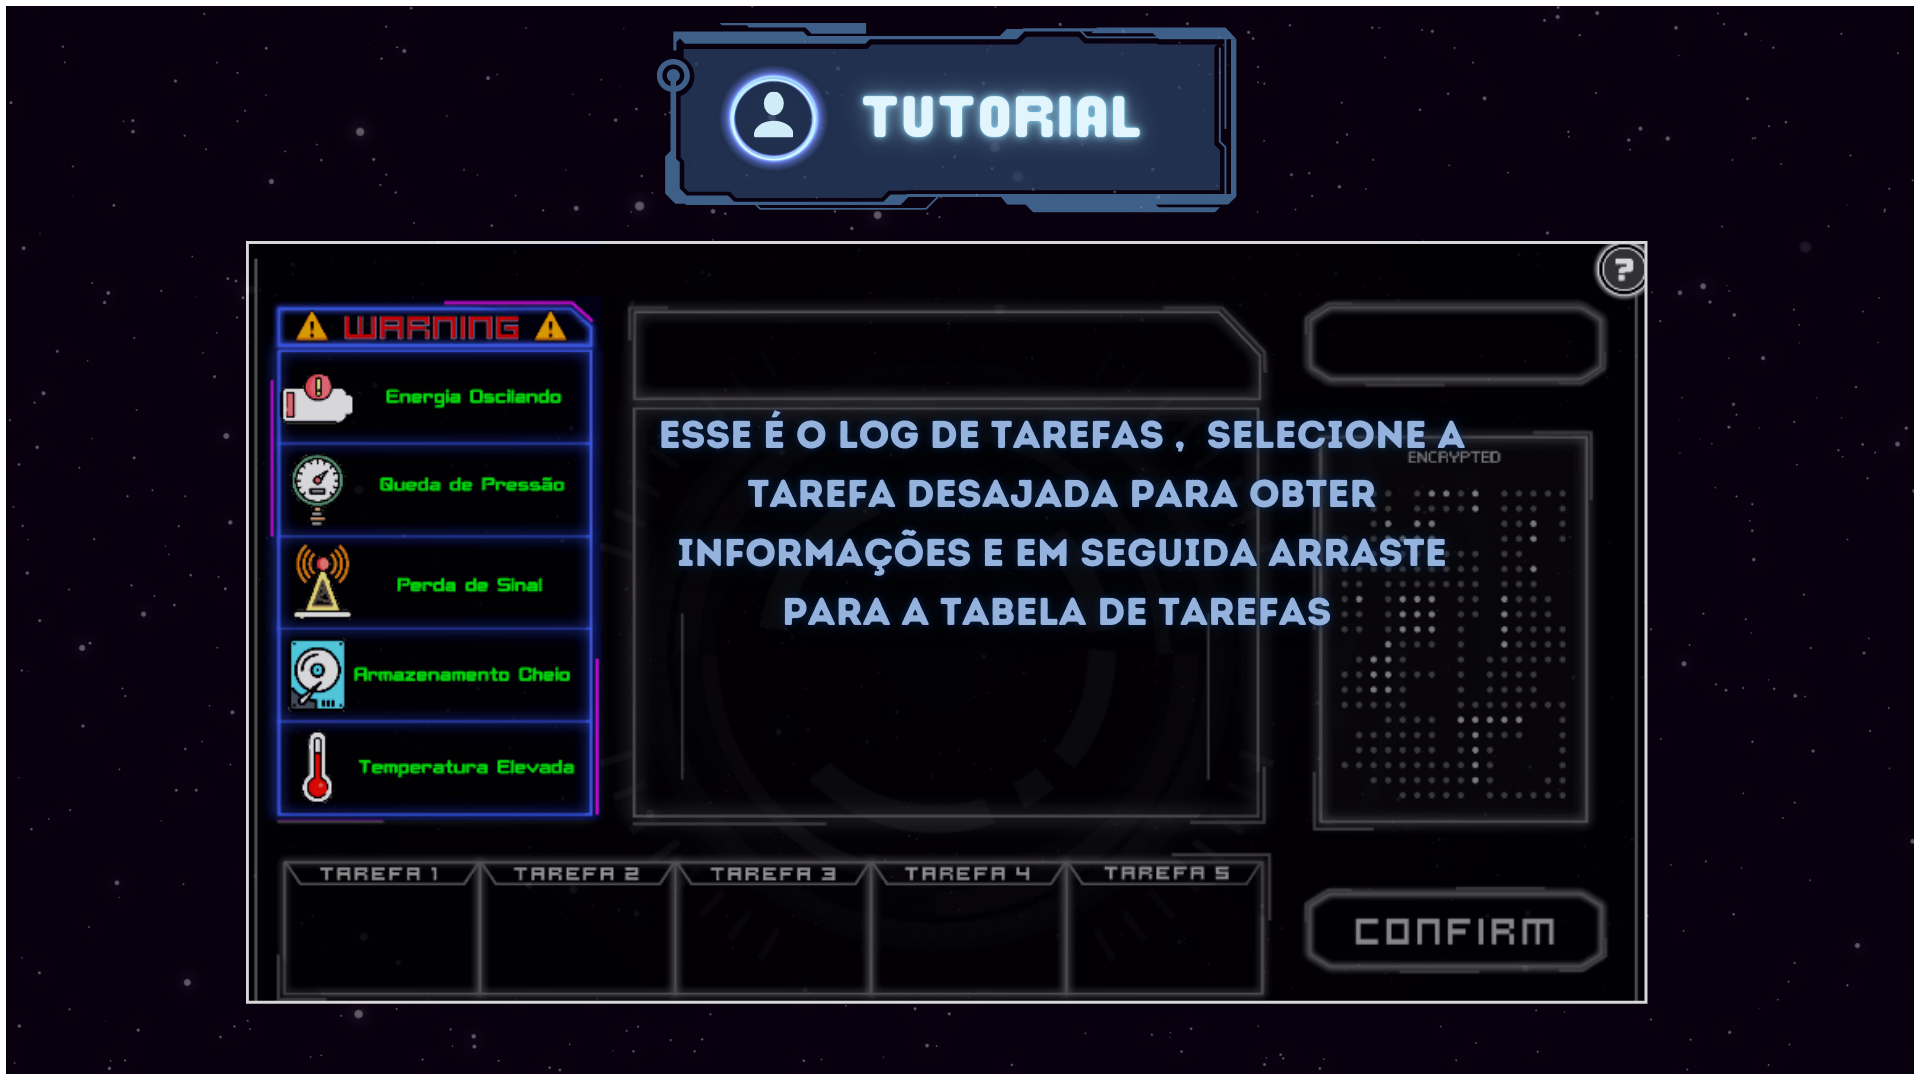 TUTORIAL
?
WARNING
Energia Oscilando
Queda de Pressão
Perda de Sinal
Armazenamento Cheio
Temperatura Elevada
ESSE É O LOG DE TAREFAS , SELECIONE A
TAREFA DESAJADA PARA OBTER
INFORMAÇÕES E EM SEGUIDA ARRASTE
PARA A TABELA DE TAREFAS
ENCRYPTED
TAREFA 1
TAREFA 2
TAREFA 3
TAREFA 4
TAREFA 5
CONFIRM